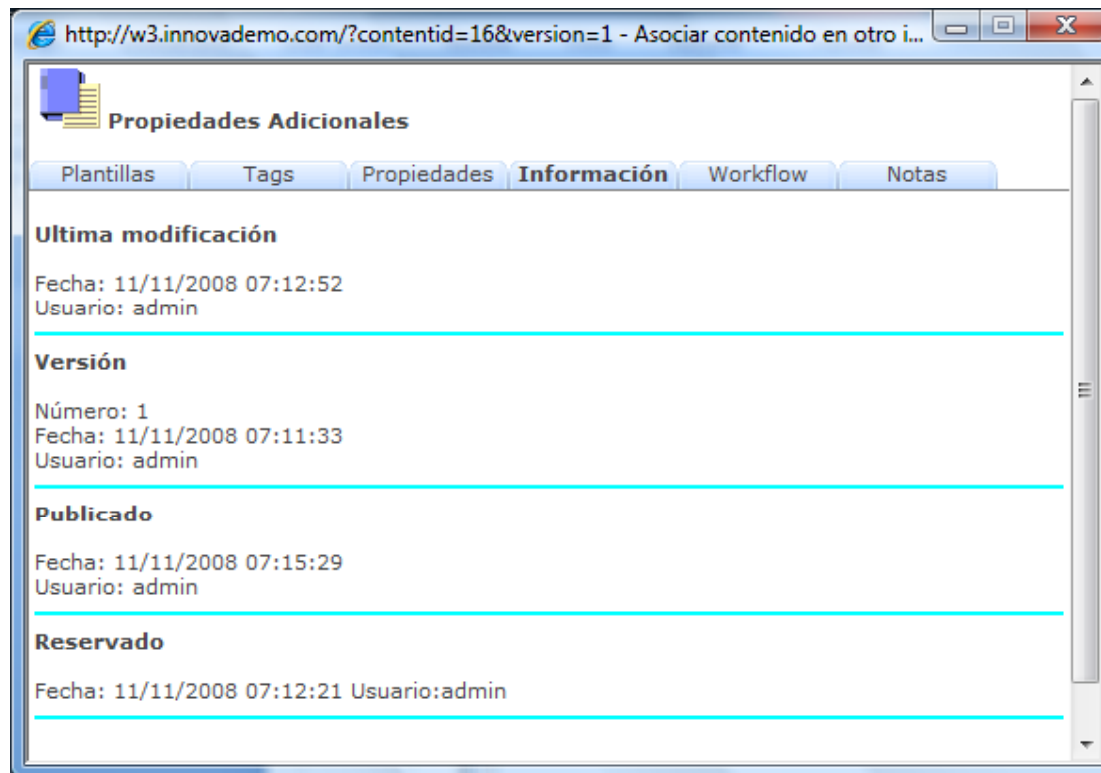 http://w3.innovademo.com/?contentid=16&version=1 - Asociar contenido en otro i...
Propiedades Adicionales
Plantillas Tags Propiedades Información Workflow Notas
Ultima modificación
Fecha: 11/11/2008 07:12:52
Usuario: admin
Versión
Número: 1
Fecha: 11/11/2008 07:11:33
Usuario: admin
Publicado
Fecha: 11/11/2008 07:15:29
Usuario: admin
Reservado
Fecha: 11/11/2008 07:12:21 Usuario:admin